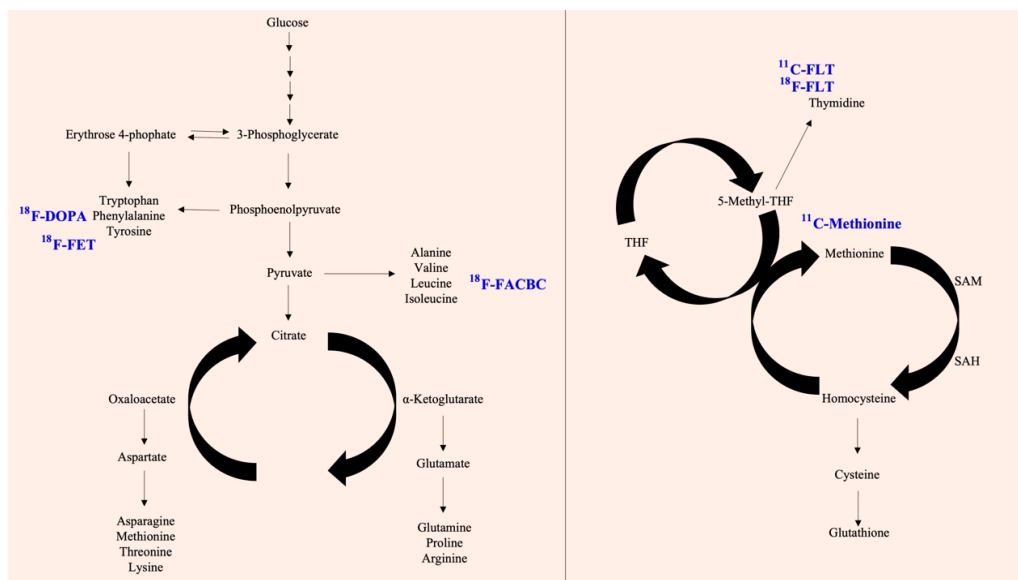 Glucose
Erythrose 4-phophate
3-Phosphoglycerate
Tryptophan
¹⁸F-DOPA Phenylalanine
¹⁸F-FET Tyrosine
Phosphoenolpyruvate
Pyruvate
Alanine
Valine
Leucine
Isoleucine
¹⁸F-FACBC
Citrate
Oxaloacetate
α-Ketoglutarate
Aspartate
Glutamate
Asparagine
Methionine
Threonine
Lysine
Glutamine
Proline
Arginine
¹¹C-FLT
¹⁸F-FLT
Thymidine
5-Methyl-THF
THF
¹¹C-Methionine
Methionine
SAM
SAH
Homocysteine
Cysteine
Glutathione